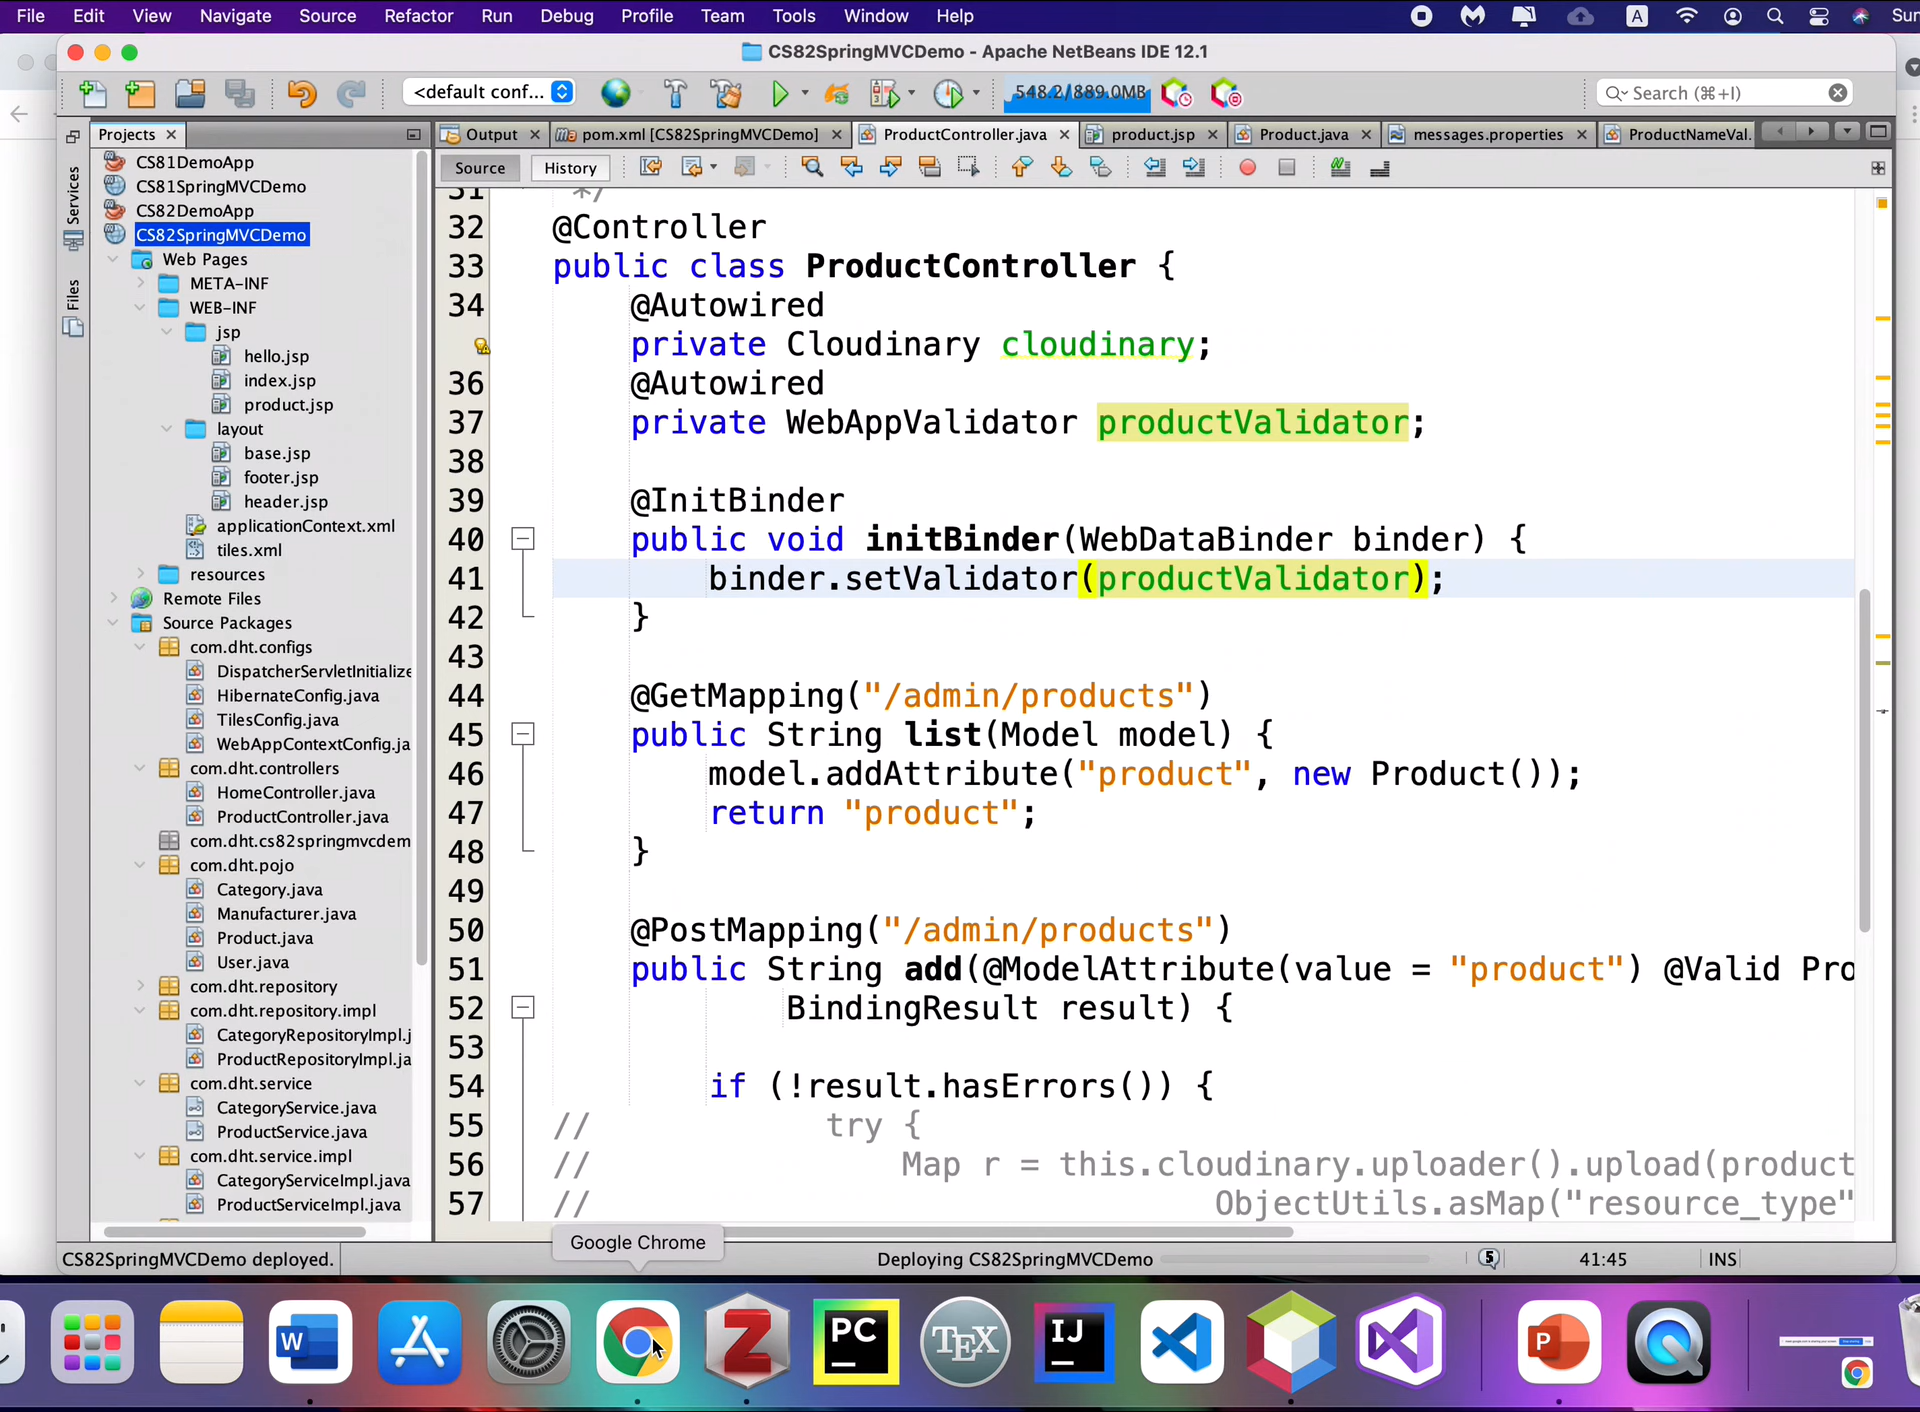 File Edit View Navigate Source Refactor Run Debug Profile Team Tools Window Help A Sun
CS82SpringMVCDemo - Apache NetBeans IDE 12.1
<default conf... 548.2/889.0MB Search (⌘+I)
Projects Output pom.xml [CS82SpringMVCDemo] ProductController.java product.jsp Product.java messages.properties ProductNameVal.
Source History
Services
Files
CS81DemoApp
CS81SpringMVCDemo
CS82DemoApp
CS82SpringMVCDemo
Web Pages
META-INF
WEB-INF
jsp
hello.jsp
index.jsp
product.jsp
layout
base.jsp
footer.jsp
header.jsp
applicationContext.xml
tiles.xml
resources
Remote Files
Source Packages
com.dht.configs
DispatcherServletInitialize
HibernateConfig.java
TilesConfig.java
WebAppContextConfig.ja
com.dht.controllers
HomeController.java
ProductController.java
com.dht.cs82springmvcdem
com.dht.pojo
Category.java
Manufacturer.java
Product.java
User.java
com.dht.repository
com.dht.repository.impl
CategoryRepositoryImpl.j
ProductRepositoryImpl.ja
com.dht.service
CategoryService.java
ProductService.java
com.dht.service.impl
CategoryServiceImpl.java
ProductServiceImpl.java
31 */
32 @Controller
33 public class ProductController {
34 @Autowired
private Cloudinary cloudinary;
36 @Autowired
37 private WebAppValidator productValidator;
38
39 @InitBinder
40 public void initBinder(WebDataBinder binder) {
41 binder.setValidator(productValidator);
42 }
43
44 @GetMapping("/admin/products")
45 public String list(Model model) {
46 model.addAttribute("product", new Product());
47 return "product";
48 }
49
50 @PostMapping("/admin/products")
51 public String add(@ModelAttribute(value = "product") @Valid Pro
52 BindingResult result) {
53
54 if (!result.hasErrors()) {
55 // try {
56 // Map r = this.cloudinary.uploader().upload(product
57 // ObjectUtils.asMap("resource_type"
Google Chrome
CS82SpringMVCDemo deployed. Deploying CS82SpringMVCDemo 5 41:45 INS
W Z PC TEX IJ P